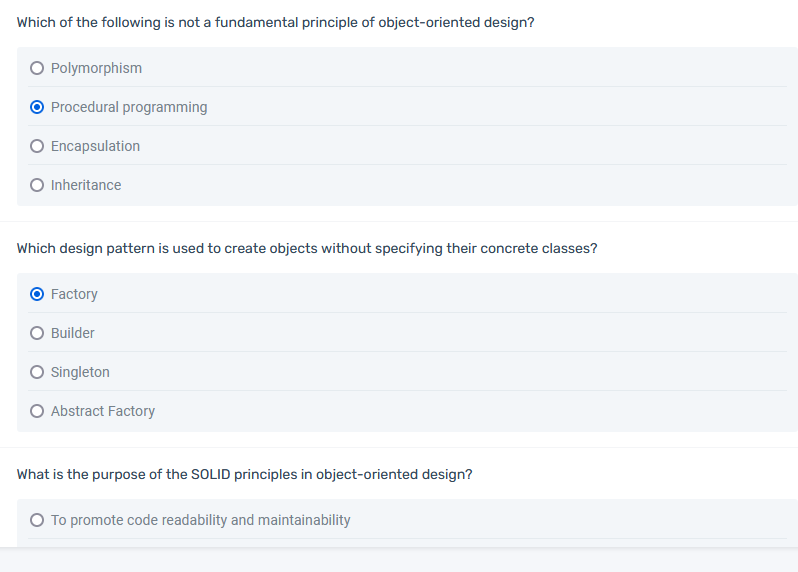 Which of the following is not a fundamental principle of object-oriented design?
Polymorphism
Procedural programming
Encapsulation
Inheritance
Which design pattern is used to create objects without specifying their concrete classes?
Factory
Builder
Singleton
Abstract Factory
What is the purpose of the SOLID principles in object-oriented design?
To promote code readability and maintainability